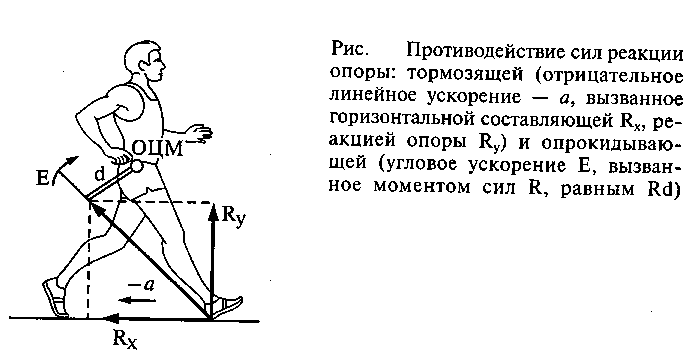 Рис. Противодействие сил реакции
опоры: тормозящей (отрицательное
линейное ускорение — а, вызванное
горизонтальной составляющей Rx, ре-
акцией опоры Ry) и опрокидываю-
щей (угловое ускорение E, вызван-
ное моментом сил R, равным Rd)
ОЦМ
d
E
Ry
–a
Rx